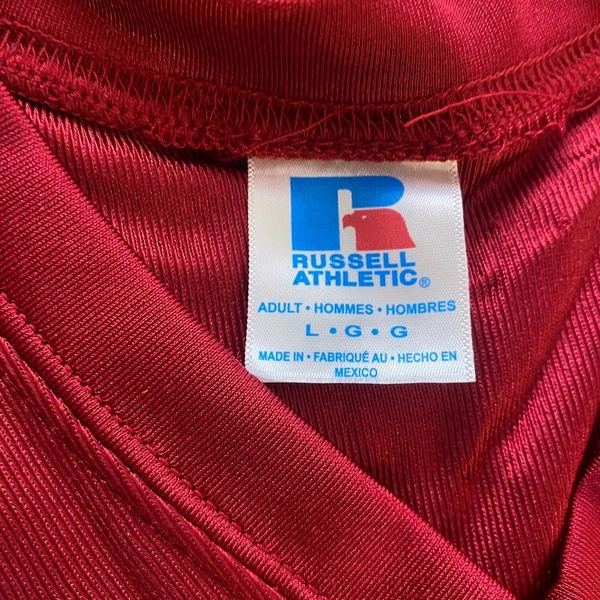 R
RUSSELL
ATHLETIC®
ADULT • HOMMES • HOMBRES
L • G • G
MADE IN • FABRIQUÉ AU • HECHO EN
MEXICO